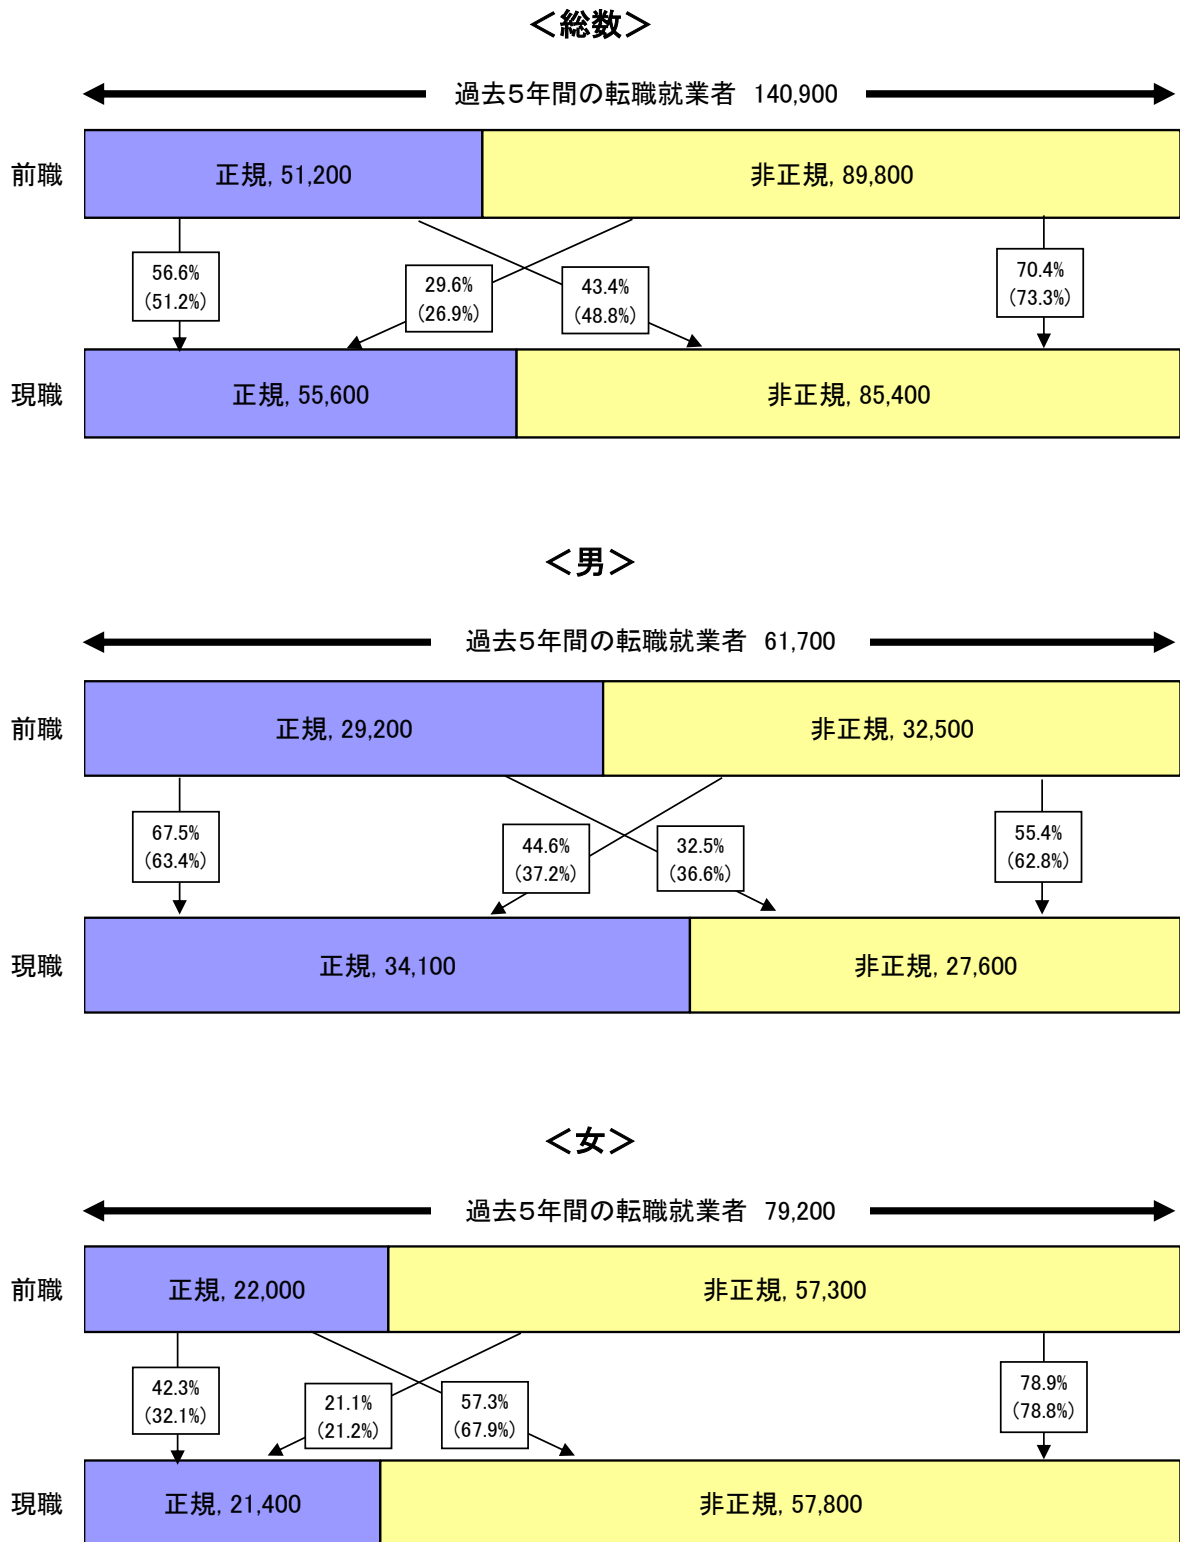 ＜総数＞
過去５年間の転職就業者 140,900
前職
正規, 51,200
非正規, 89,800
56.6%
(51.2%)
29.6%
(26.9%)
43.4%
(48.8%)
70.4%
(73.3%)
現職
正規, 55,600
非正規, 85,400
＜男＞
過去５年間の転職就業者 61,700
前職
正規, 29,200
非正規, 32,500
67.5%
(63.4%)
44.6%
(37.2%)
32.5%
(36.6%)
55.4%
(62.8%)
現職
正規, 34,100
非正規, 27,600
＜女＞
過去５年間の転職就業者 79,200
前職
正規, 22,000
非正規, 57,300
42.3%
(32.1%)
21.1%
(21.2%)
57.3%
(67.9%)
78.9%
(78.8%)
現職
正規, 21,400
非正規, 57,800